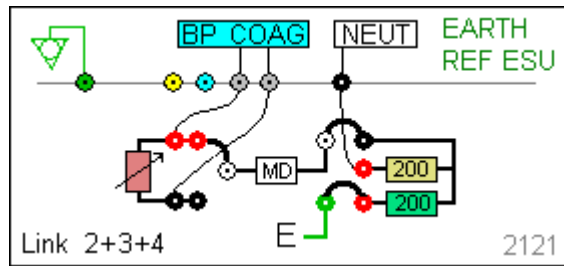 BP COAG
NEUT
EARTH
REF ESU
MD
200
200
E
Link 2+3+4
2121